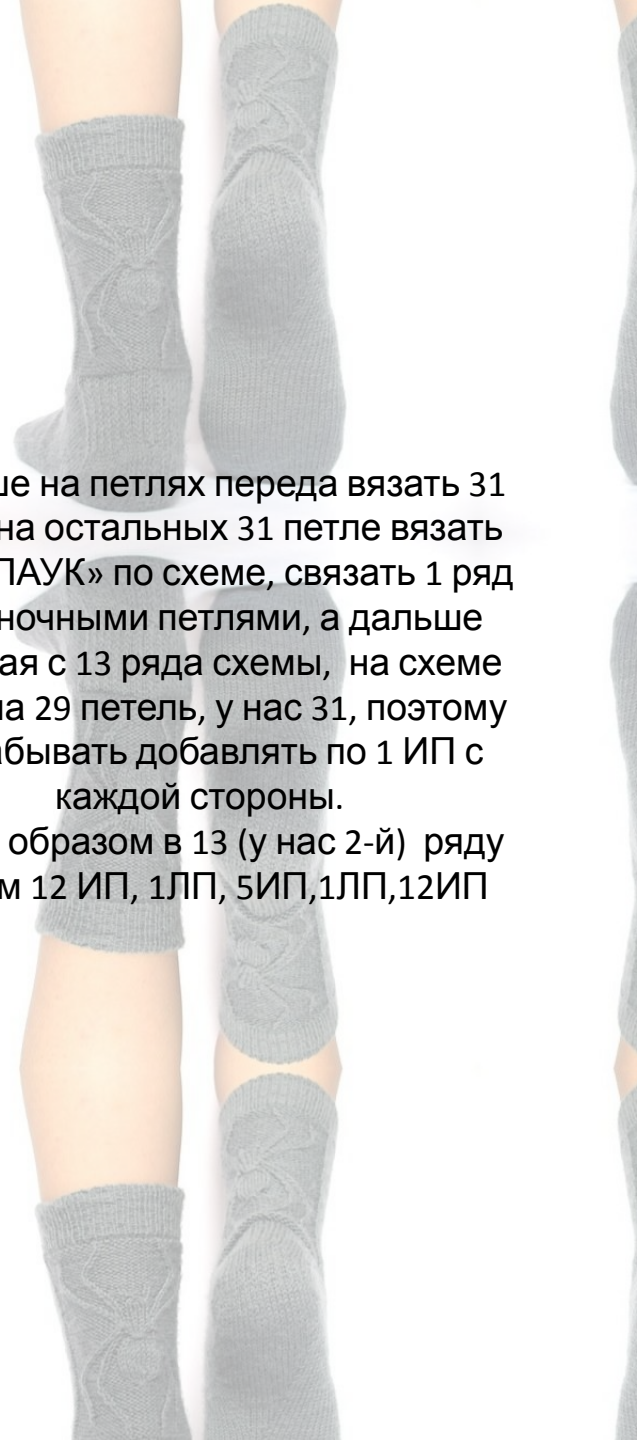 ше на петлях переда вязать 31
на остальных 31 петле вязать
ПАУК» по схеме, связать 1 ряд
ночными петлями, а дальше
ая с 13 ряда схемы, на схеме
на 29 петель, у нас 31, поэтому
абывать добавлять по 1 ИП с
каждой стороны.
образом в 13 (у нас 2-й) ряду
м 12 ИП, 1ЛП, 5ИП,1ЛП,12ИП